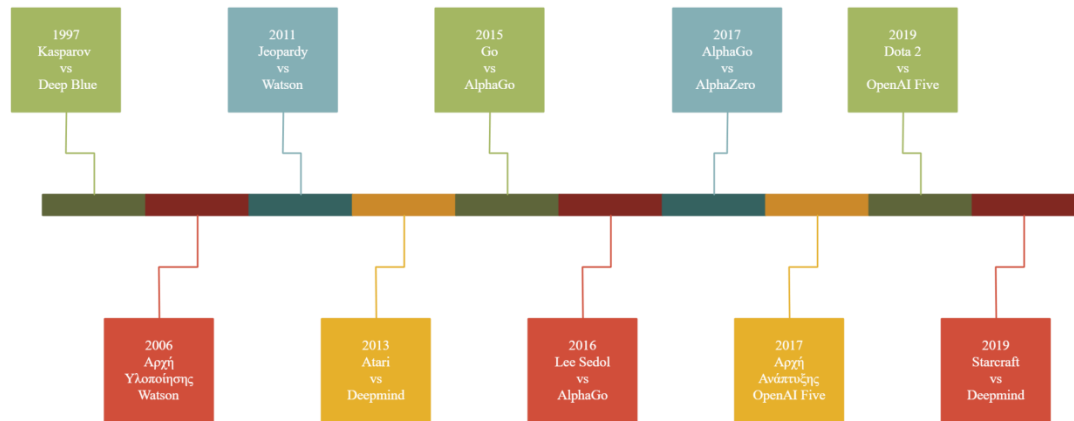 1997
Kasparov
vs
Deep Blue
2006
Αρχή
Υλοποίησης
Watson
2011
Jeopardy
vs
Watson
2013
Atari
vs
Deepmind
2015
Go
vs
AlphaGo
2016
Lee Sedol
vs
AlphaGo
2017
AlphaGo
vs
AlphaZero
2017
Αρχή
Ανάπτυξης
OpenAI Five
2019
Dota 2
vs
OpenAI Five
2019
Starcraft
vs
Deepmind